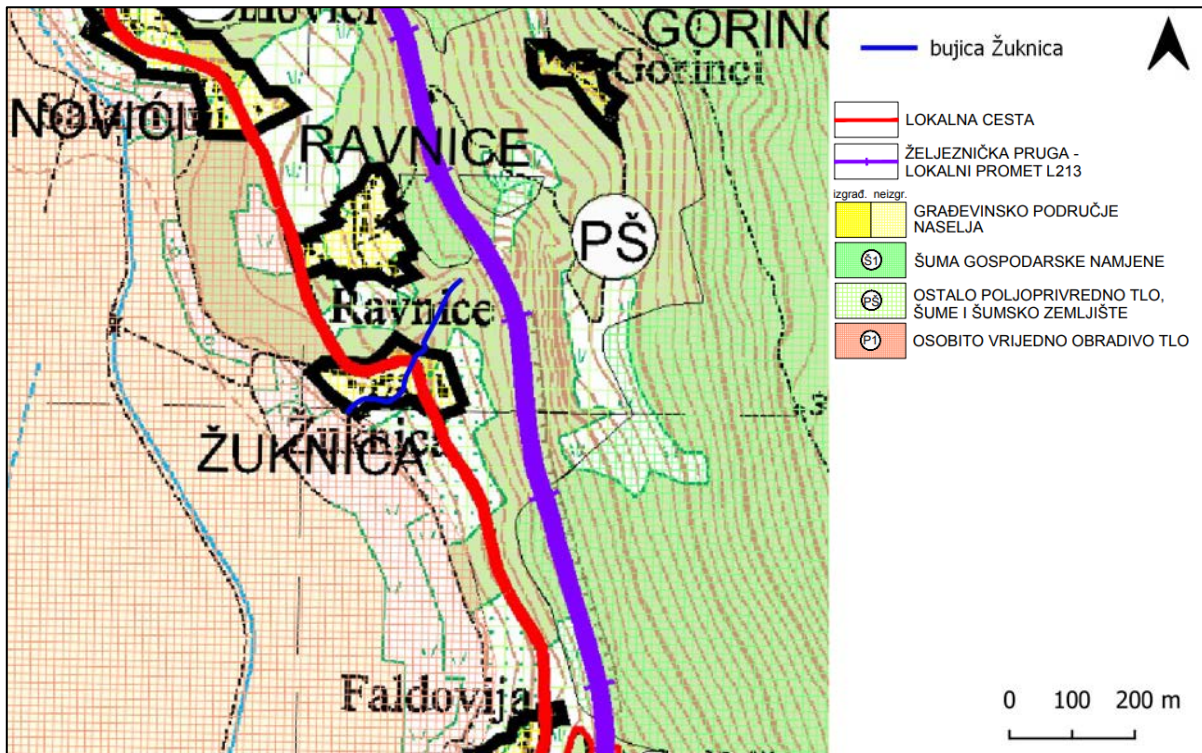 GORINC
Gorinci
RAVNICE
PŠ
Ravnice
ŽUKNICA
Žuknica
Faldovija
bujica Žuknica
LOKALNA CESTA
ŽELJEZNIČKA PRUGA -
LOKALNI PROMET L213
izgrađ. neizgr.
GRAĐEVINSKO PODRUČJE
NASELJA
Š1 ŠUMA GOSPODARSKE NAMJENE
PŠ OSTALO POLJOPRIVREDNO TLO,
ŠUME I ŠUMSKO ZEMLJIŠTE
P1 OSOBITO VRIJEDNO OBRADIVO TLO
0 100 200 m